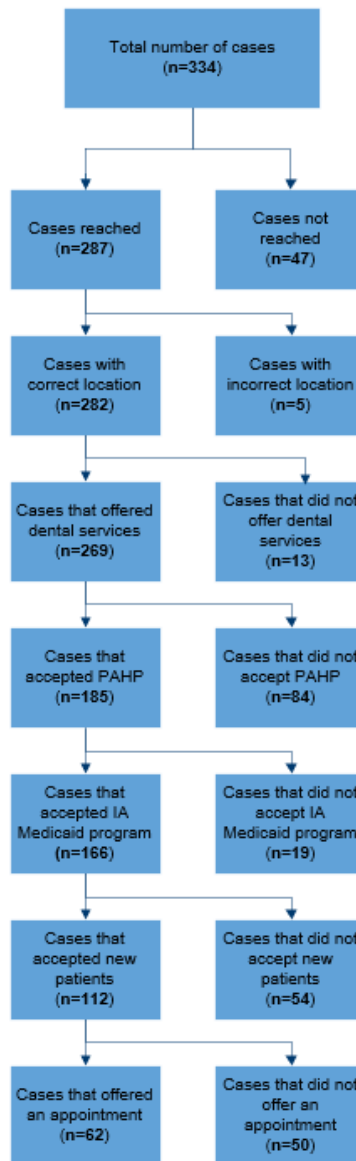 Total number of cases
(n=334)
Cases reached
(n=287)
Cases not
reached
(n=47)
Cases with
correct location
(n=282)
Cases with
incorrect location
(n=5)
Cases that offered
dental services
(n=269)
Cases that did not
offer dental
services
(n=13)
Cases that
accepted PAHP
(n=185)
Cases that did not
accept PAHP
(n=84)
Cases that
accepted IA
Medicaid program
(n=166)
Cases that did not
accept IA
Medicaid program
(n=19)
Cases that
accepted new
patients
(n=112)
Cases that did not
accept new
patients
(n=54)
Cases that offered
an appointment
(n=62)
Cases that did not
offer an
appointment
(n=50)